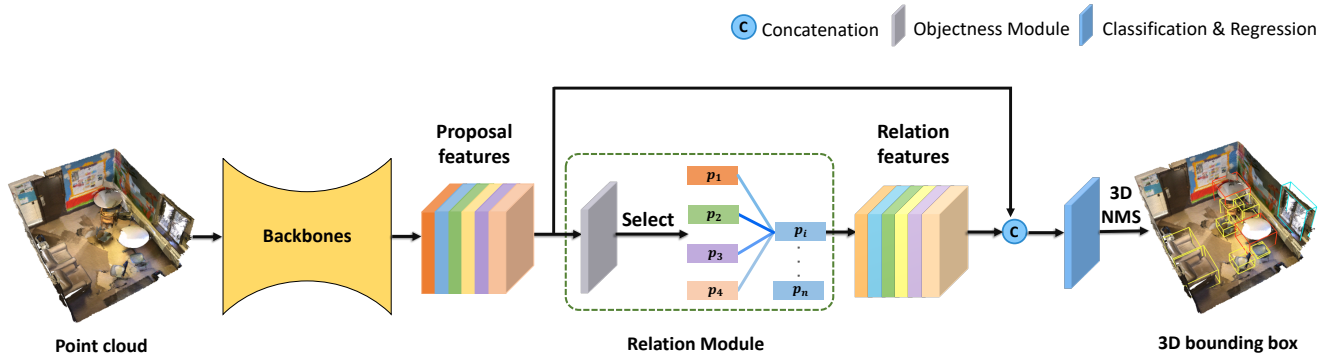 C Concatenation Objectness Module Classification & Regression
Proposal
features
Relation
features
Backbones
Select
p1
p2
p3
p4
pi
pn
C
3D
NMS
Point cloud
Relation Module
3D bounding box